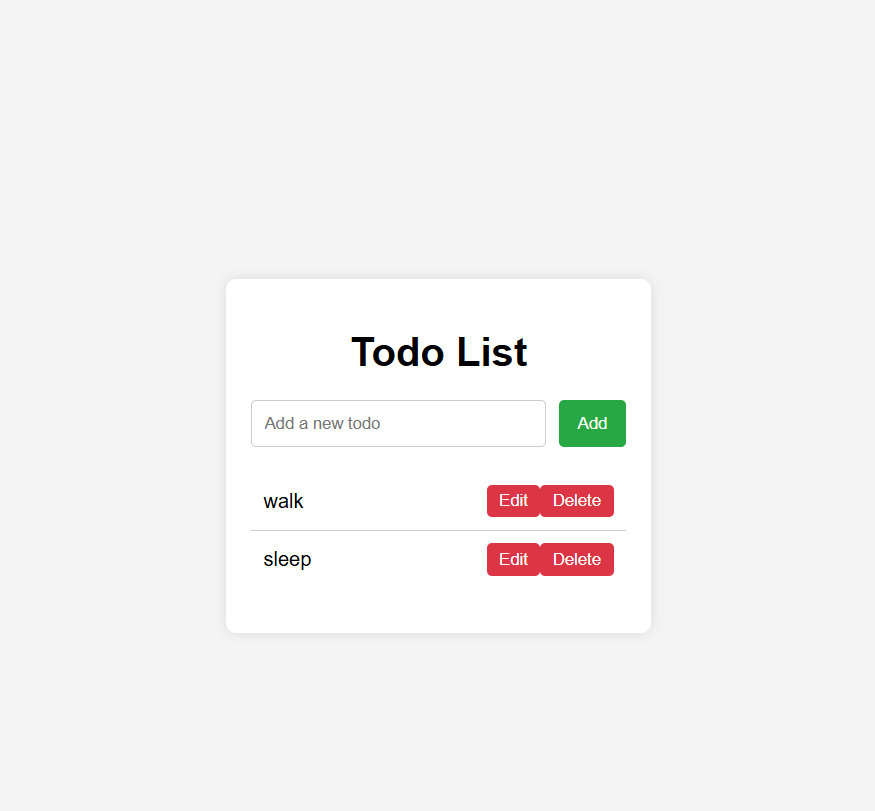 Todo List
Add a new todo Add
walk Edit Delete
sleep Edit Delete